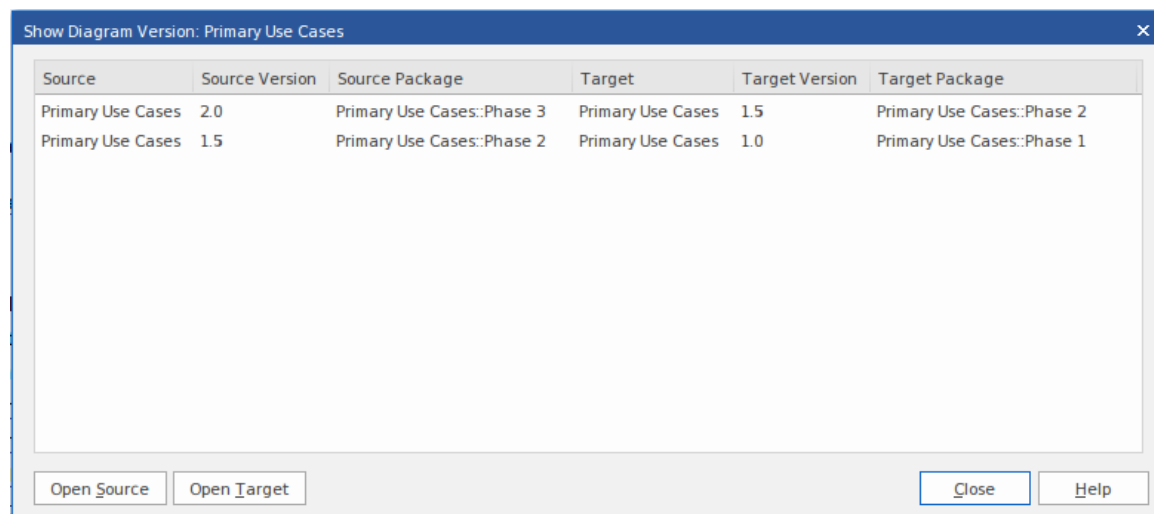 Show Diagram Version: Primary Use Cases
Source Source Version Source Package Target Target Version Target Package
Primary Use Cases 2.0 Primary Use Cases::Phase 3 Primary Use Cases 1.5 Primary Use Cases::Phase 2
Primary Use Cases 1.5 Primary Use Cases::Phase 2 Primary Use Cases 1.0 Primary Use Cases::Phase 1
Open Source Open Target Close Help